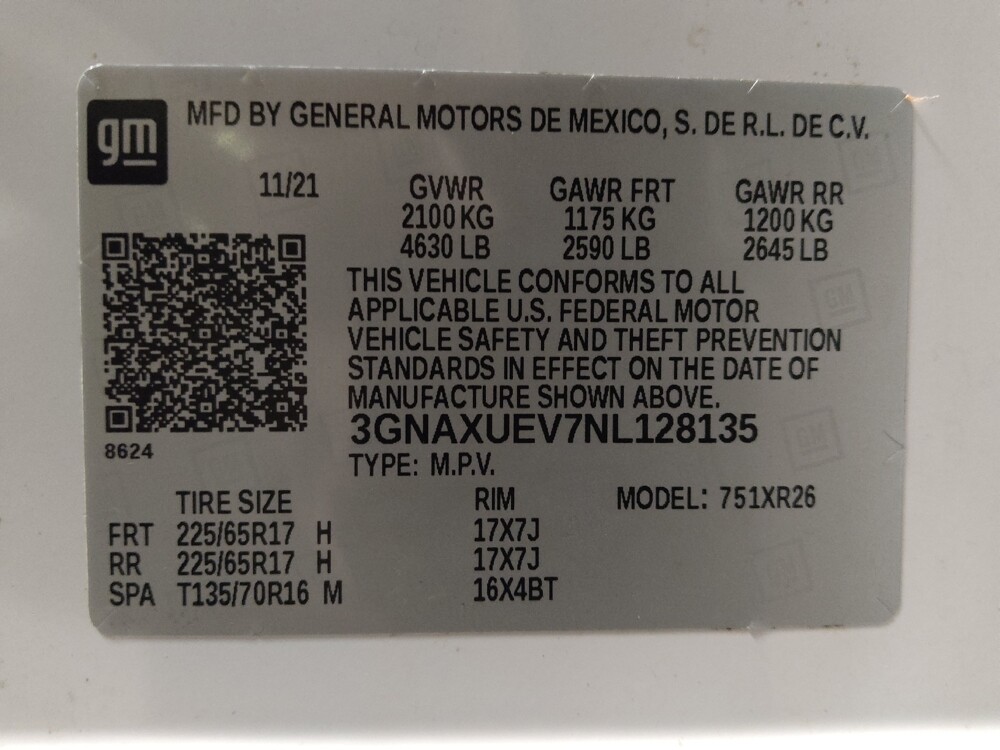 gm
MFD BY GENERAL MOTORS DE MEXICO, S. DE R.L. DE C.V.
11/21 GVWR GAWR FRT GAWR RR
2100 KG 1175 KG 1200 KG
4630 LB 2590 LB 2645 LB
THIS VEHICLE CONFORMS TO ALL
APPLICABLE U.S. FEDERAL MOTOR
VEHICLE SAFETY AND THEFT PREVENTION
STANDARDS IN EFFECT ON THE DATE OF
MANUFACTURE SHOWN ABOVE.
3GNAXUEV7NL128135
8624
TYPE: M.P.V.
TIRE SIZE RIM MODEL: 751XR26
FRT 225/65R17 H 17X7J
RR 225/65R17 H 17X7J
SPA T135/70R16 M 16X4BT
GM
GM